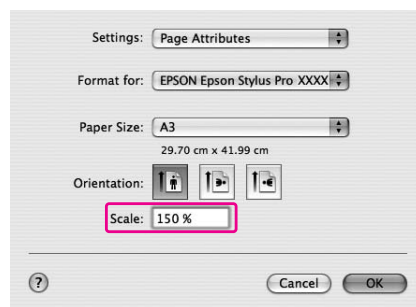 Settings: Page Attributes
Format for: EPSON Epson Stylus Pro XXXX
Paper Size: A3
29.70 cm x 41.99 cm
Orientation:
Scale: 150 %
? Cancel OK